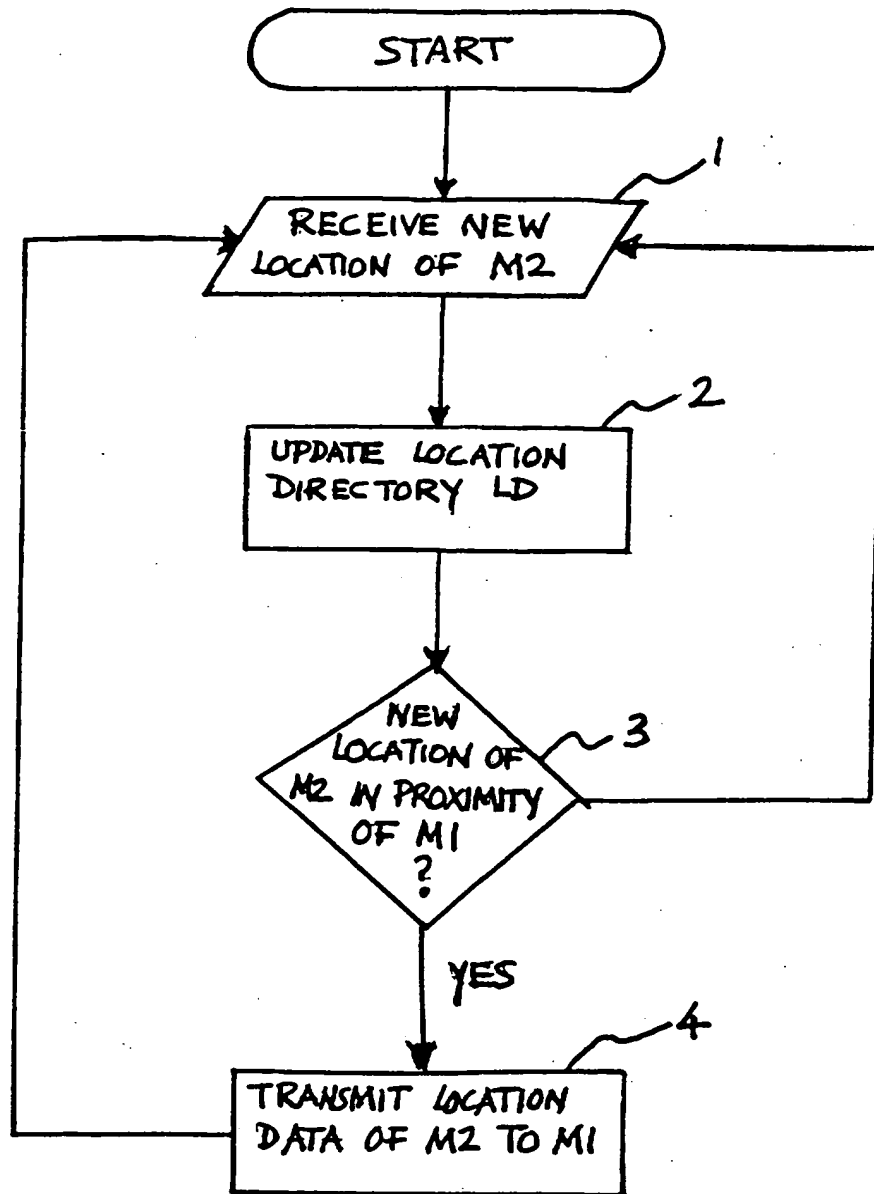 START
1
RECEIVE NEW
LOCATION OF M2
2
UPDATE LOCATION
DIRECTORY LD
3
NEW
LOCATION OF
M2 IN PROXIMITY
OF M1
?
YES
4
TRANSMIT LOCATION
DATA OF M2 TO M1